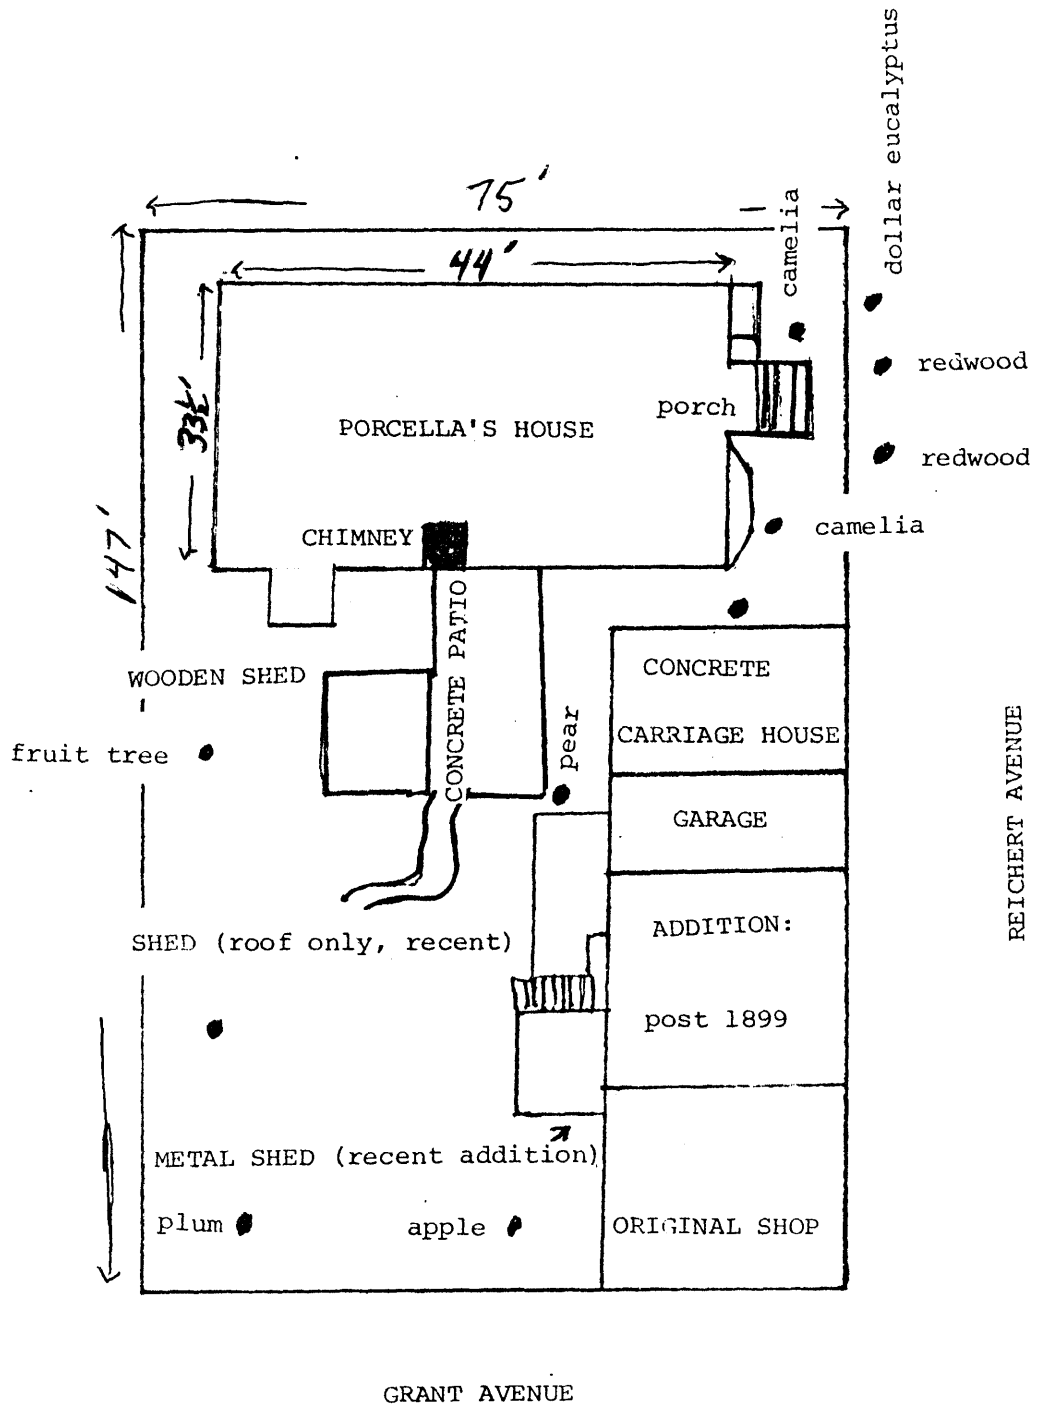 dollar eucalyptus
75'
camelia
44'
redwood
33½'
porch
PORCELLA'S HOUSE
redwood
CHIMNEY
camelia
147'
CONCRETE PATIO
WOODEN SHED
CONCRETE
CARRIAGE HOUSE
pear
fruit tree
REICHERT AVENUE
GARAGE
SHED (roof only, recent)
ADDITION:
post 1899
METAL SHED (recent addition)
plum
apple
ORIGINAL SHOP
GRANT AVENUE